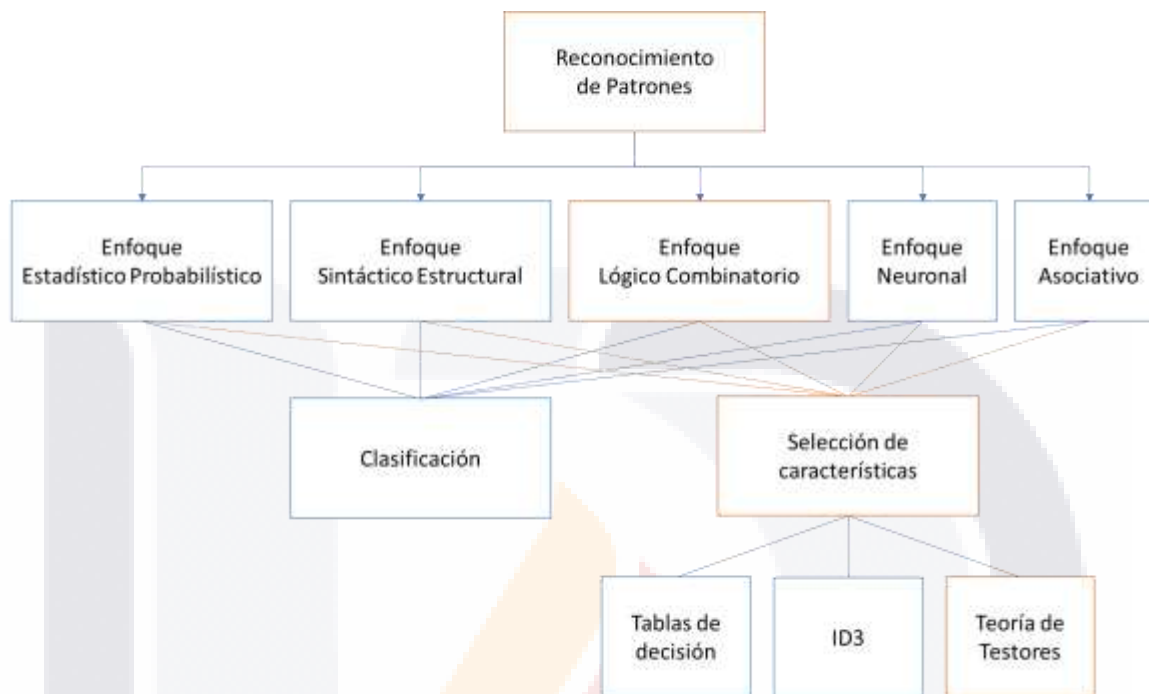 Reconocimiento
de Patrones
Enfoque
Estadístico Probabilístico
Enfoque
Sintáctico Estructural
Enfoque
Lógico Combinatorio
Enfoque
Neuronal
Enfoque
Asociativo
Clasificación
Selección de
características
Tablas de
decisión
ID3
Teoría de
Testores